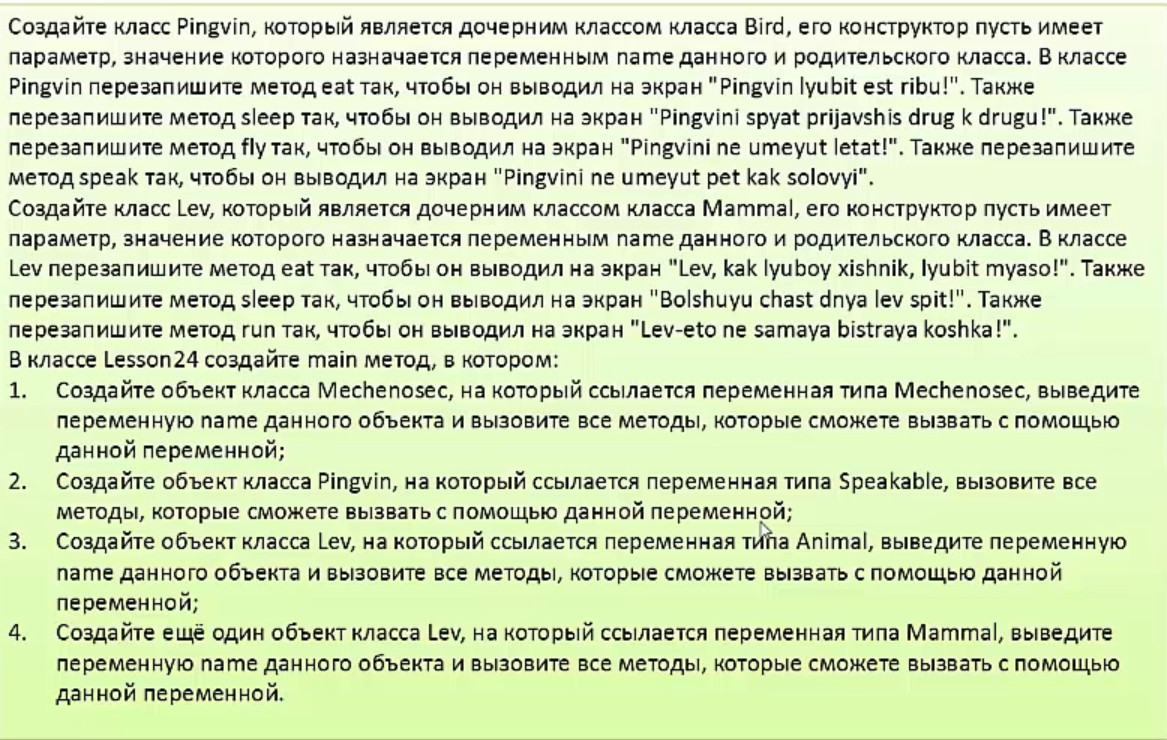 Создайте класс Pingvin, который является дочерним классом класса Bird, его конструктор пусть имеет
параметр, значение которого назначается переменным name данного и родительского класса. В классе
Pingvin перезапишите метод eat так, чтобы он выводил на экран "Pingvin lyubit est ribu!". Также
перезапишите метод sleep так, чтобы он выводил на экран "Pingvini spyat prijavshis drug k drugu!". Также
перезапишите метод fly так, чтобы он выводил на экран "Pingvini ne umeyut letat!". Также перезапишите
метод speak так, чтобы он выводил на экран "Pingvini ne umeyut pet kak solovyi".
Создайте класс Lev, который является дочерним классом класса Mammal, его конструктор пусть имеет
параметр, значение которого назначается переменным name данного и родительского класса. В классе
Lev перезапишите метод eat так, чтобы он выводил на экран "Lev, kak lyuboy xishnik, lyubit myaso!". Также
перезапишите метод sleep так, чтобы он выводил на экран "Bolshuyu chast dnya lev spit!". Также
перезапишите метод run так, чтобы он выводил на экран "Lev-eto ne samaya bistraya koshka!".
В классе Lesson24 создайте main метод, в котором:
1. Создайте объект класса Mechenosec, на который ссылается переменная типа Mechenosec, выведите
переменную name данного объекта и вызовите все методы, которые сможете вызвать с помощью
данной переменной;
2. Создайте объект класса Pingvin, на который ссылается переменная типа Speakable, вызовите все
методы, которые сможете вызвать с помощью данной переменной;
3. Создайте объект класса Lev, на который ссылается переменная типа Animal, выведите переменную
name данного объекта и вызовите все методы, которые сможете вызвать с помощью данной
переменной;
4. Создайте ещё один объект класса Lev, на который ссылается переменная типа Mammal, выведите
переменную name данного объекта и вызовите все методы, которые сможете вызвать с помощью
данной переменной.